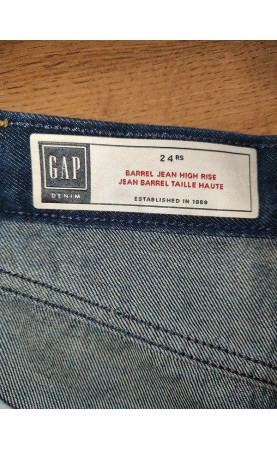 GAP
DENIM
24 RS
BARREL JEAN HIGH RISE
JEAN BARREL TAILLE HAUTE
ESTABLISHED IN 1969